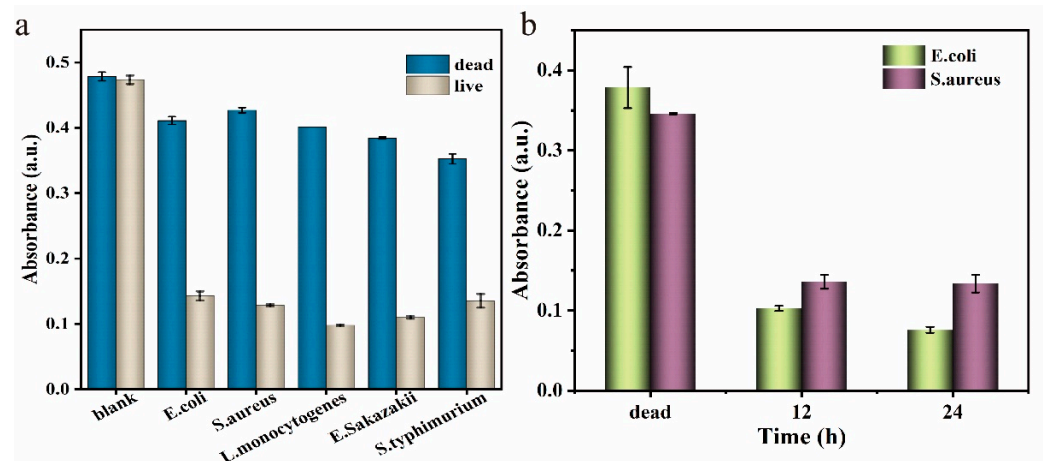 a
0.5
0.4
0.3
0.2
0.1
0.0
Absorbance (a.u.)
dead
live
blank
E.coli
S.aureus
L.monocytogenes
E.Sakazakii
S.typhimurium
b
0.4
0.3
0.2
0.1
0.0
Absorbance (a.u.)
E.coli
S.aureus
dead
12
24
Time (h)